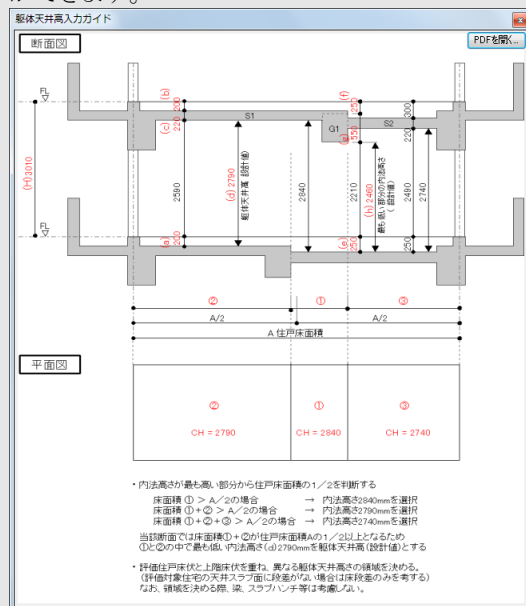 ができます。
躯体天井高入力ガイド
断面図
PDFを開く...
FL
(b)
200
(c)
220
S1
(f)
250
300
G1
S2
(g)
550
220
(H)3010
2590
(d)2790
躯体天井高(設計値)
2840
2210
(h)2460
最も低い部分の内法高さ
(設計値)
2490
2740
FL
(a)
200
(e)
250
250
②
①
③
A/2
A/2
A 住戸床面積
平面図
②
①
③
CH = 2790
CH = 2840
CH = 2740
・内法高さが最も高い部分から住戸床面積の1/2を判断する
床面積 ① > A/2の場合 → 内法高さ2840mmを選択
床面積 ①+② > A/2の場合 → 内法高さ2790mmを選択
床面積 ①+②+③ > A/2の場合 → 内法高さ2740mmを選択
当該断面では床面積①+②が住戸床面積Aの1/2以上となるため
①と②の中で最も低い内法高さ(d)2790mmを躯体天井高(設計値)とする
・評価住戸床伏と上階床伏を重ね、異なる躯体天井高さの領域を決める。
(評価対象住宅の天井スラブ面に段差がない場合は床段差のみを考する)
なお、領域を決める際、梁、スラブハンチ等は考慮しない。